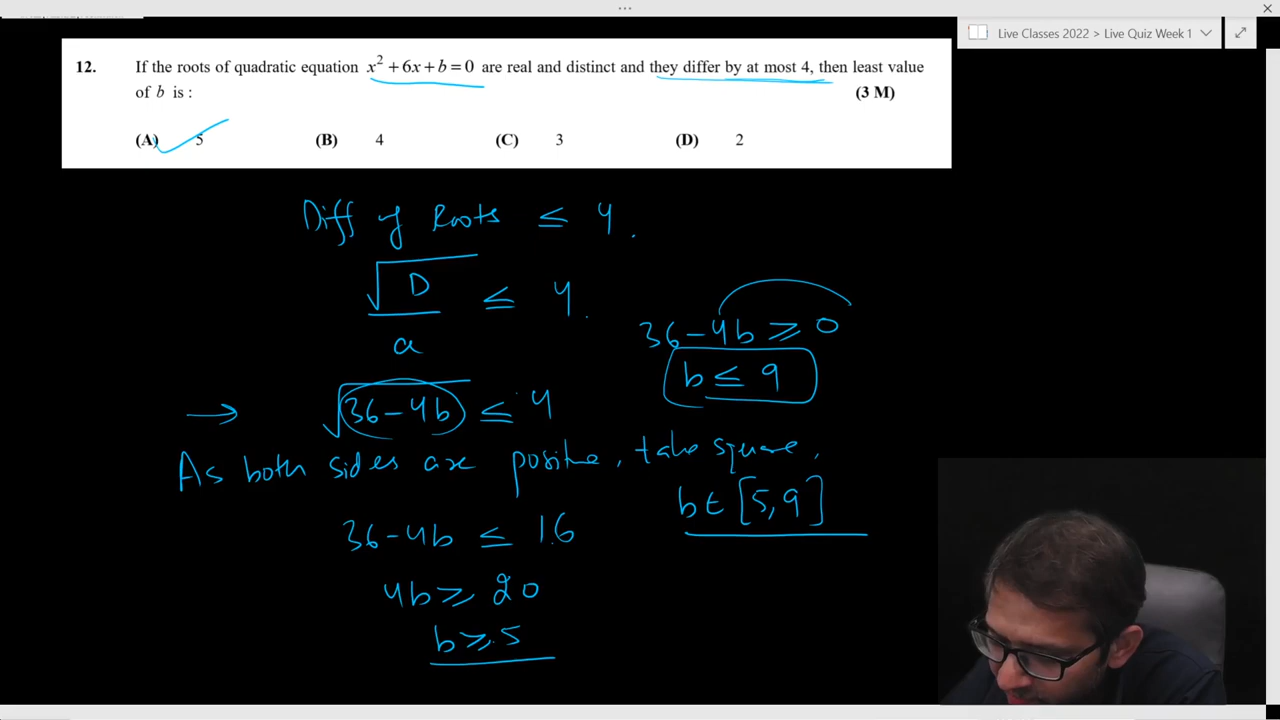 Live Classes 2022 > Live Quiz Week 1
12. If the roots of quadratic equation x² + 6x + b = 0 are real and distinct and they differ by at most 4, then least value
of b is : (3 M)
(A) 5 (B) 4 (C) 3 (D) 2
Diff of Roots ≤ 4.
√D / a ≤ 4.
→ √(36-4b) ≤ 4
As both sides are positive, take square,
36-4b ≤ 16
4b ≥ 20
b ≥ 5
36-4b ≥ 0
b ≤ 9
b ∈ [5,9]